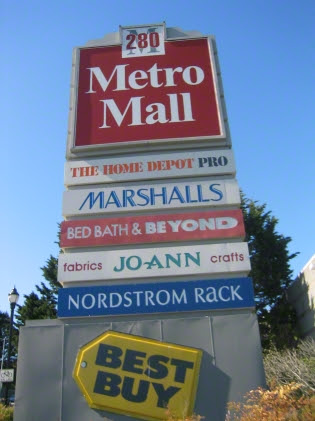 280
Metro
Mall
THE HOME DEPOT PRO
MARSHALLS
BED BATH & BEYOND
fabrics JO-ANN crafts
NORDSTROM RACK
BEST
BUY